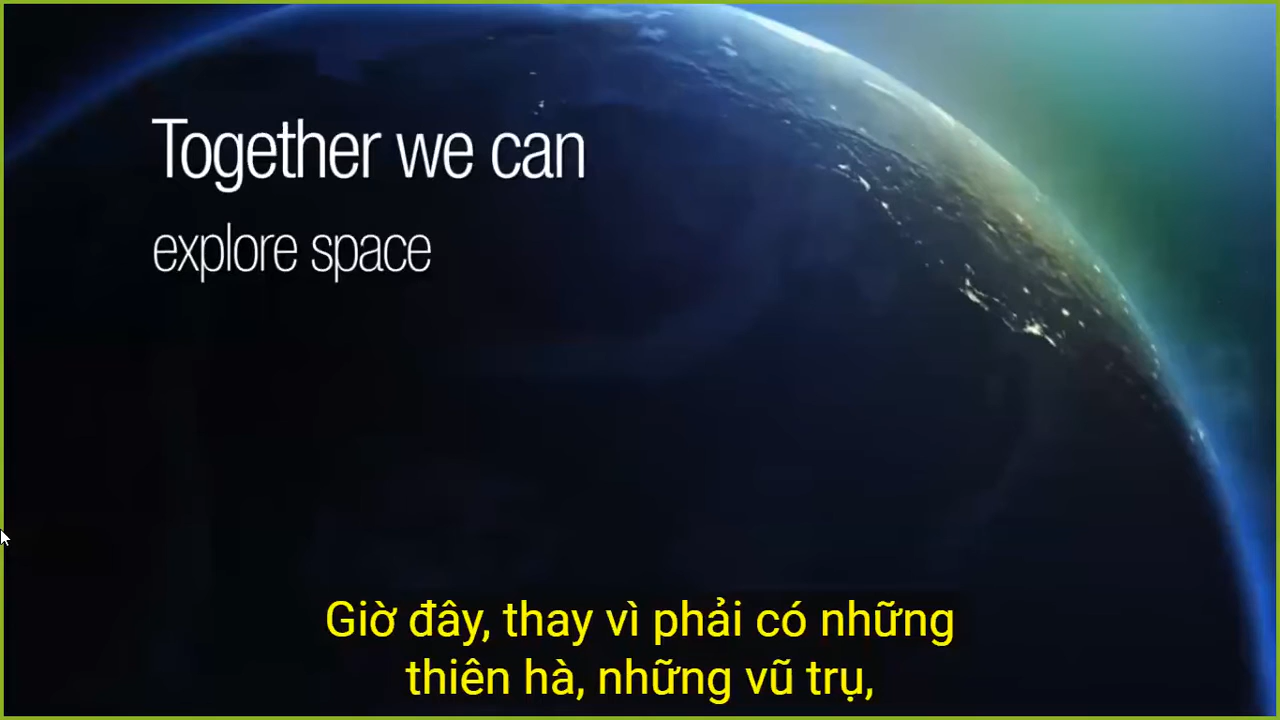 Together we can
explore space
Giờ đây, thay vì phải có những
thiên hà, những vũ trụ,